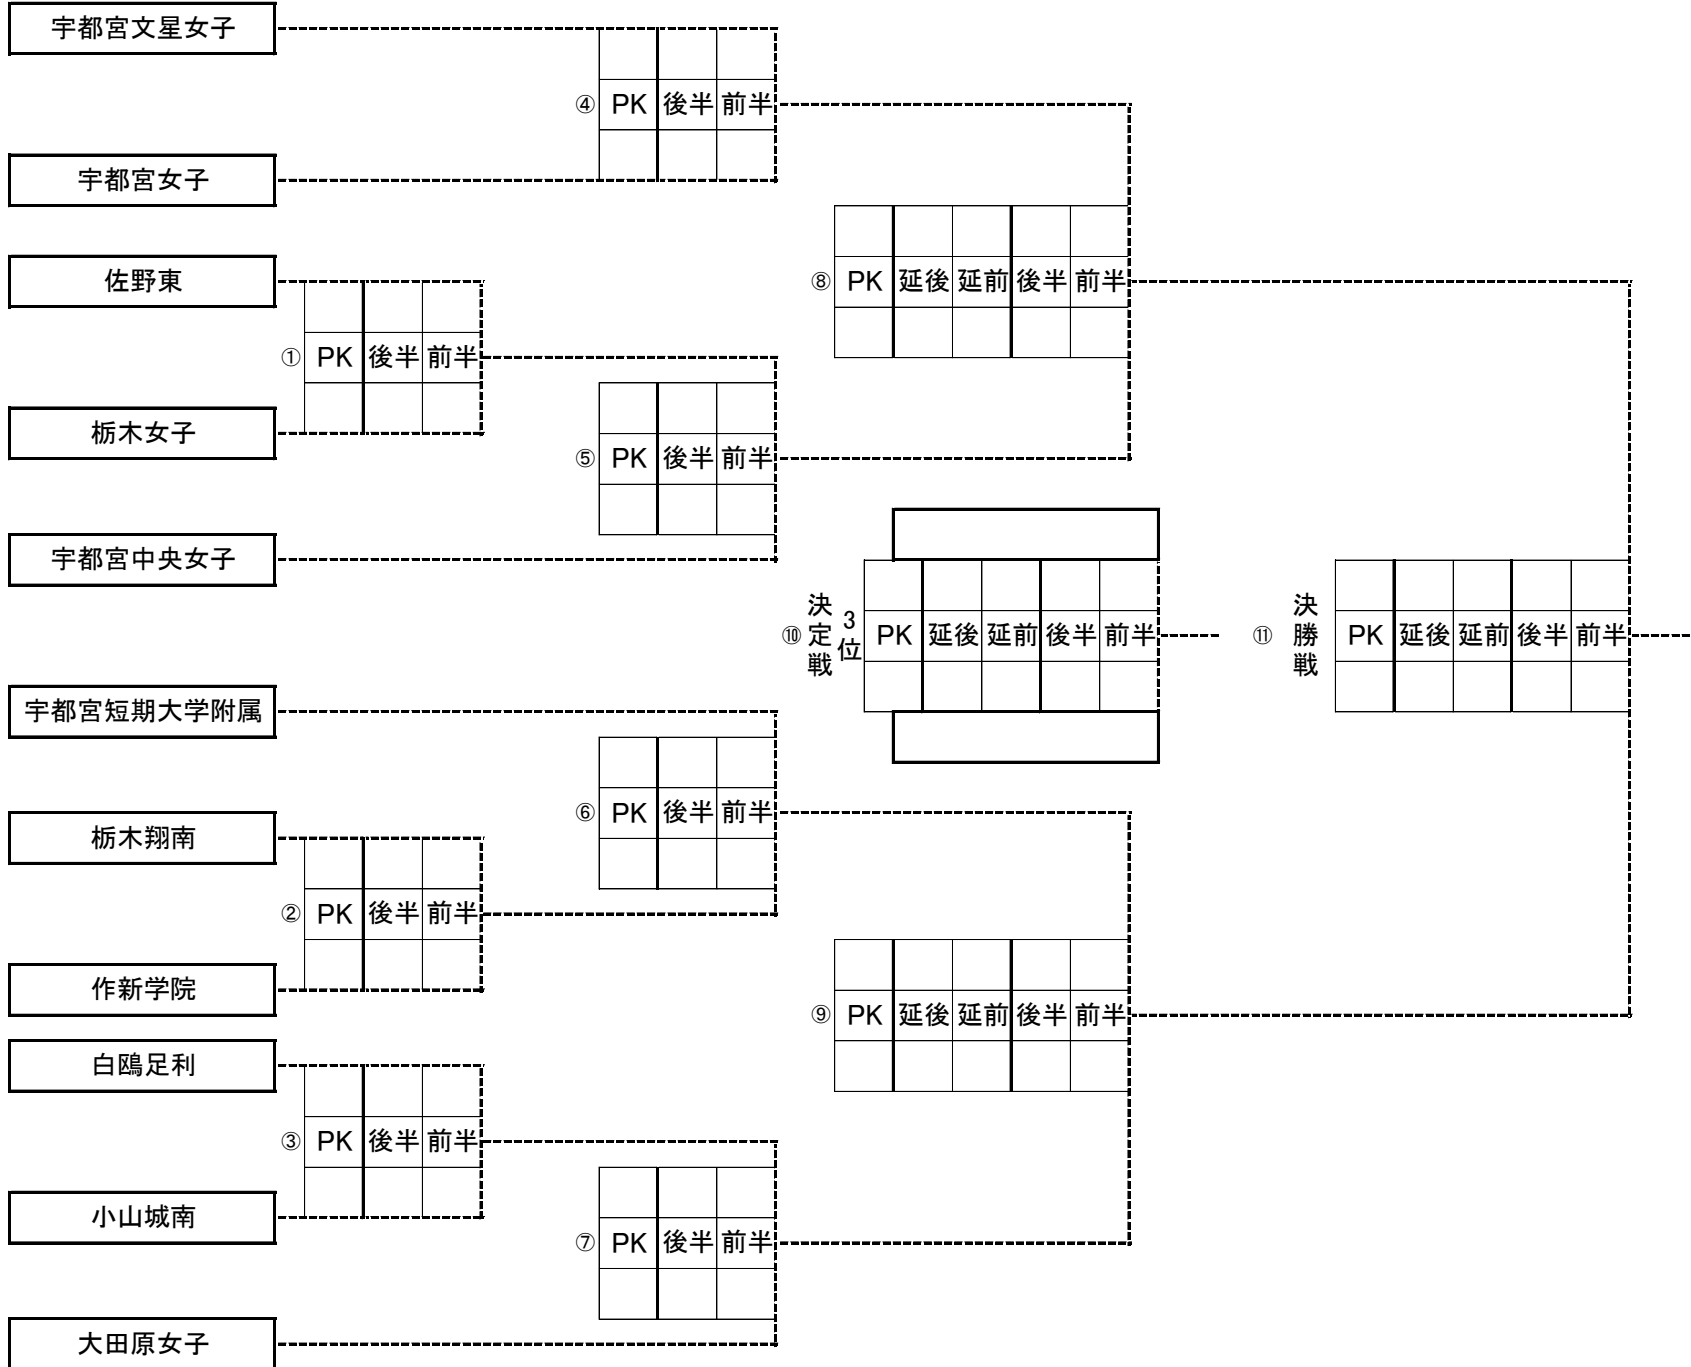 宇都宮文星女子
④ PK 後半 前半
宇都宮女子
佐野東
⑧ PK 延後 延前 後半 前半
① PK 後半 前半
栃木女子
⑤ PK 後半 前半
宇都宮中央女子
⑩ 3位決定戦 PK 延後 延前 後半 前半
⑪ 決勝戦 PK 延後 延前 後半 前半
宇都宮短期大学附属
⑥ PK 後半 前半
栃木翔南
② PK 後半 前半
作新学院
⑨ PK 延後 延前 後半 前半
白鴎足利
③ PK 後半 前半
小山城南
⑦ PK 後半 前半
大田原女子